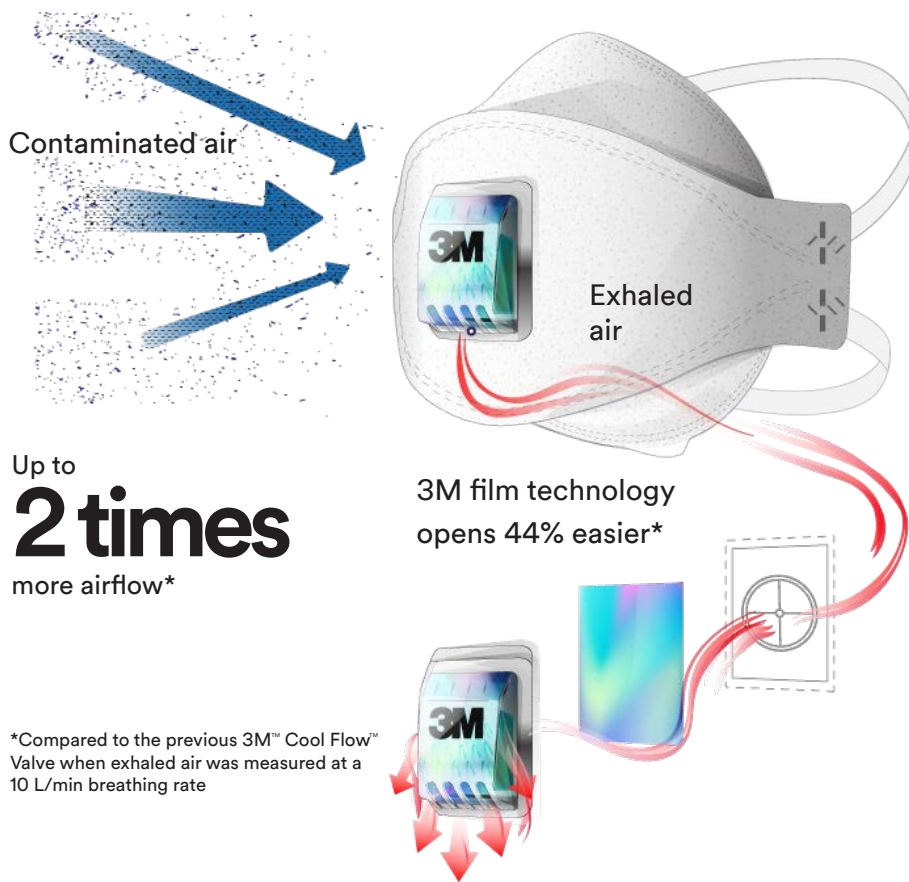 Contaminated air
3M
Exhaled
air
Up to
2 times
more airflow*
3M film technology
opens 44% easier*
3M
*Compared to the previous 3M™ Cool Flow™
Valve when exhaled air was measured at a
10 L/min breathing rate